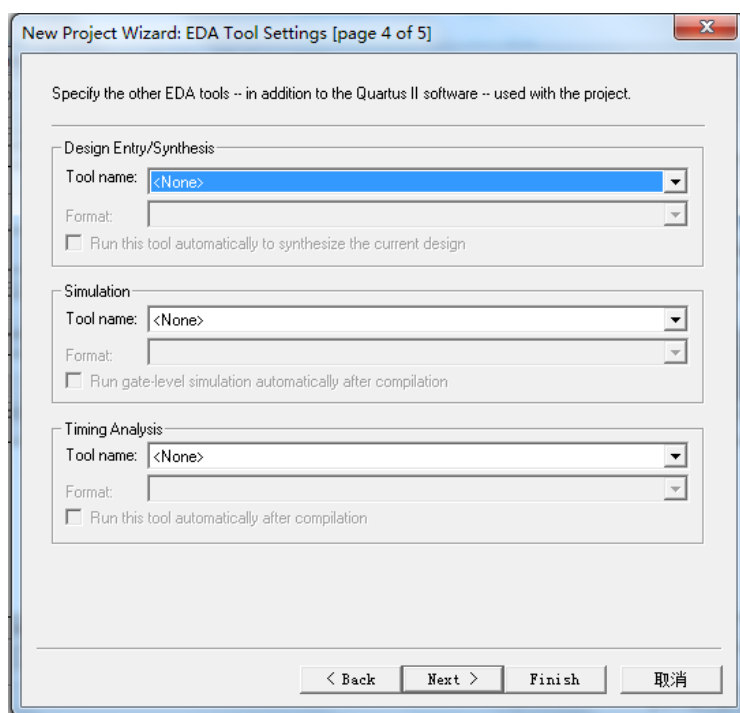 New Project Wizard: EDA Tool Settings [page 4 of 5]
Specify the other EDA tools -- in addition to the Quartus II software -- used with the project.
Design Entry/Synthesis
Tool name: <None>
Format:
Run this tool automatically to synthesize the current design
Simulation
Tool name: <None>
Format:
Run gate-level simulation automatically after compilation
Timing Analysis
Tool name: <None>
Format:
Run this tool automatically after compilation
< Back Next > Finish 取消